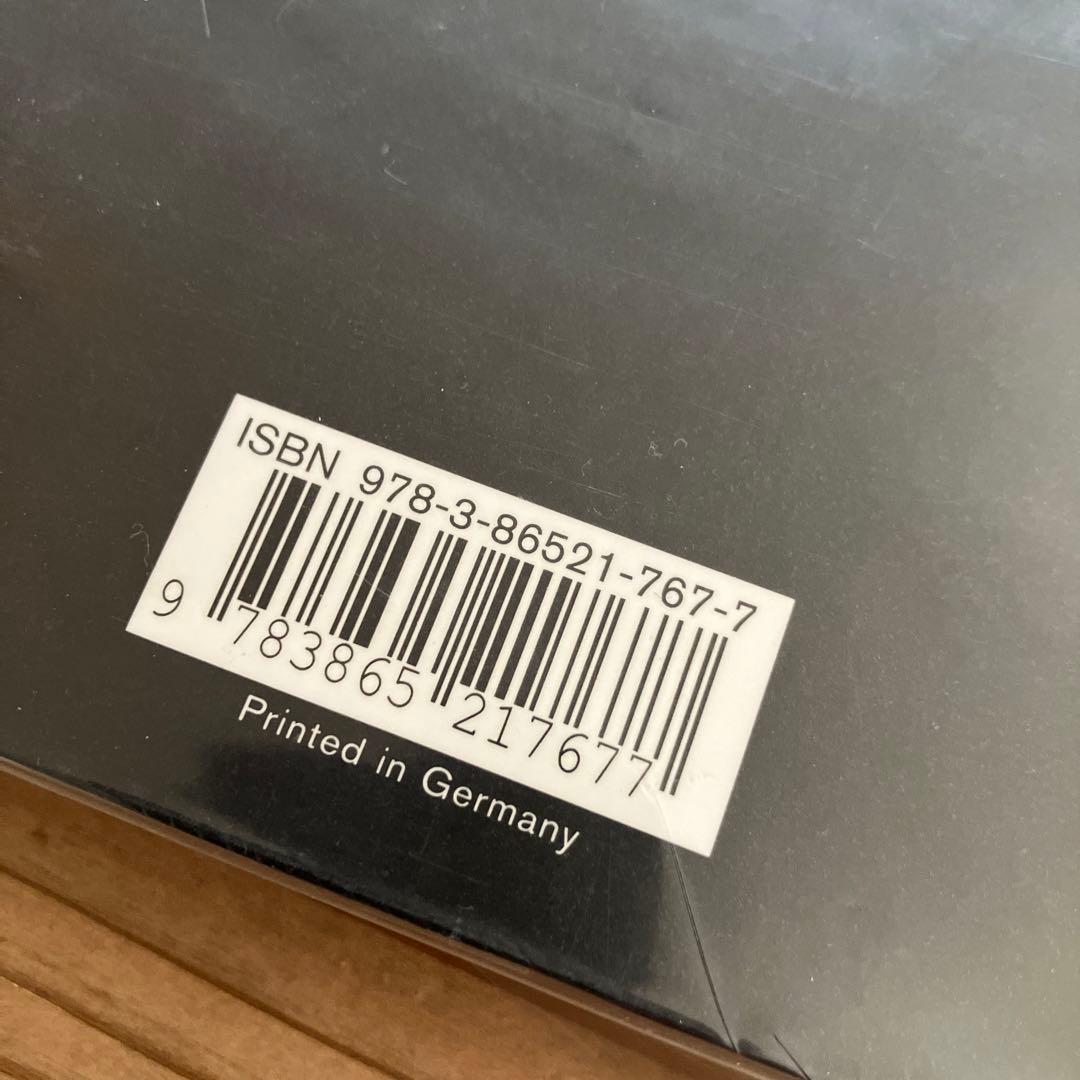 ISBN 978-3-86521-767-7
9 783865 217677
Printed in Germany